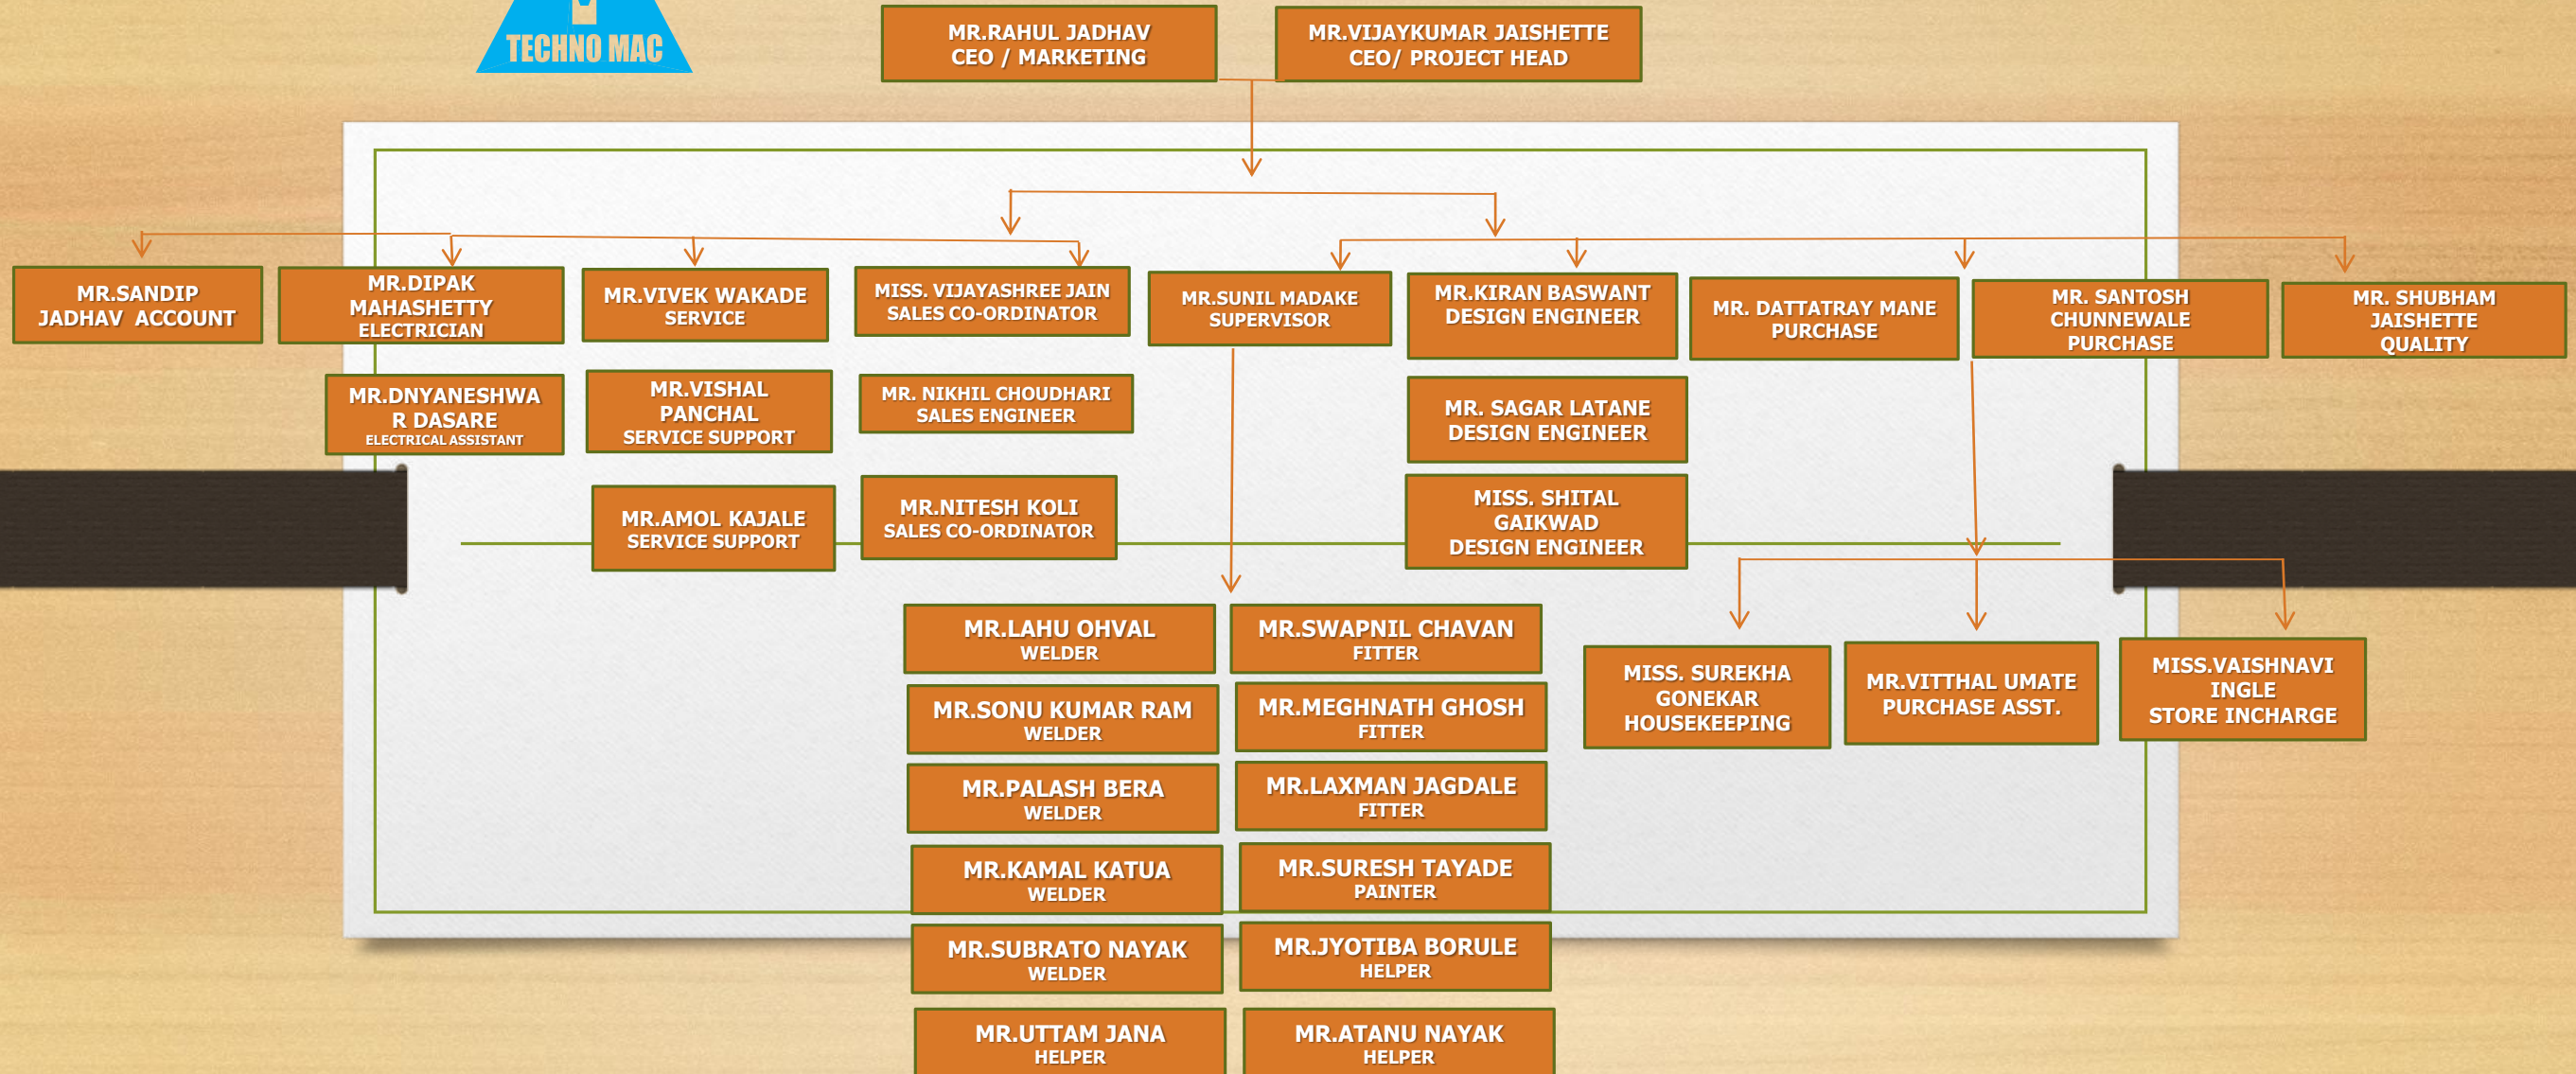 TECHNO MAC
MR.RAHUL JADHAV
CEO / MARKETING
MR.VIJAYKUMAR JAISHETTE
CEO/ PROJECT HEAD
MR.SANDIP
JADHAV  ACCOUNT
MR.DIPAK
MAHASHETTY
ELECTRICIAN
MR.VIVEK WAKADE
SERVICE
MISS. VIJAYASHREE JAIN
SALES CO-ORDINATOR
MR.SUNIL MADAKE
SUPERVISOR
MR.KIRAN BASWANT
DESIGN ENGINEER
MR. DATTATRAY MANE
PURCHASE
MR. SANTOSH
CHUNNEWALE
PURCHASE
MR. SHUBHAM
JAISHETTE
QUALITY
MR.DNYANESHWA
R DASARE
ELECTRICAL ASSISTANT
MR.VISHAL
PANCHAL
SERVICE SUPPORT
MR. NIKHIL CHOUDHARI
SALES ENGINEER
MR. SAGAR LATANE
DESIGN ENGINEER
MR.AMOL KAJALE
SERVICE SUPPORT
MR.NITESH KOLI
SALES CO-ORDINATOR
MISS. SHITAL
GAIKWAD
DESIGN ENGINEER
MR.LAHU OHVAL
WELDER
MR.SWAPNIL CHAVAN
FITTER
MISS. SUREKHA
GONEKAR
HOUSEKEEPING
MR.VITTHAL UMATE
PURCHASE ASST.
MISS.VAISHNAVI
INGLE
STORE INCHARGE
MR.SONU KUMAR RAM
WELDER
MR.MEGHNATH GHOSH
FITTER
MR.PALASH BERA
WELDER
MR.LAXMAN JAGDALE
FITTER
MR.KAMAL KATUA
WELDER
MR.SURESH TAYADE
PAINTER
MR.SUBRATO NAYAK
WELDER
MR.JYOTIBA BORULE
HELPER
MR.UTTAM JANA
HELPER
MR.ATANU NAYAK
HELPER